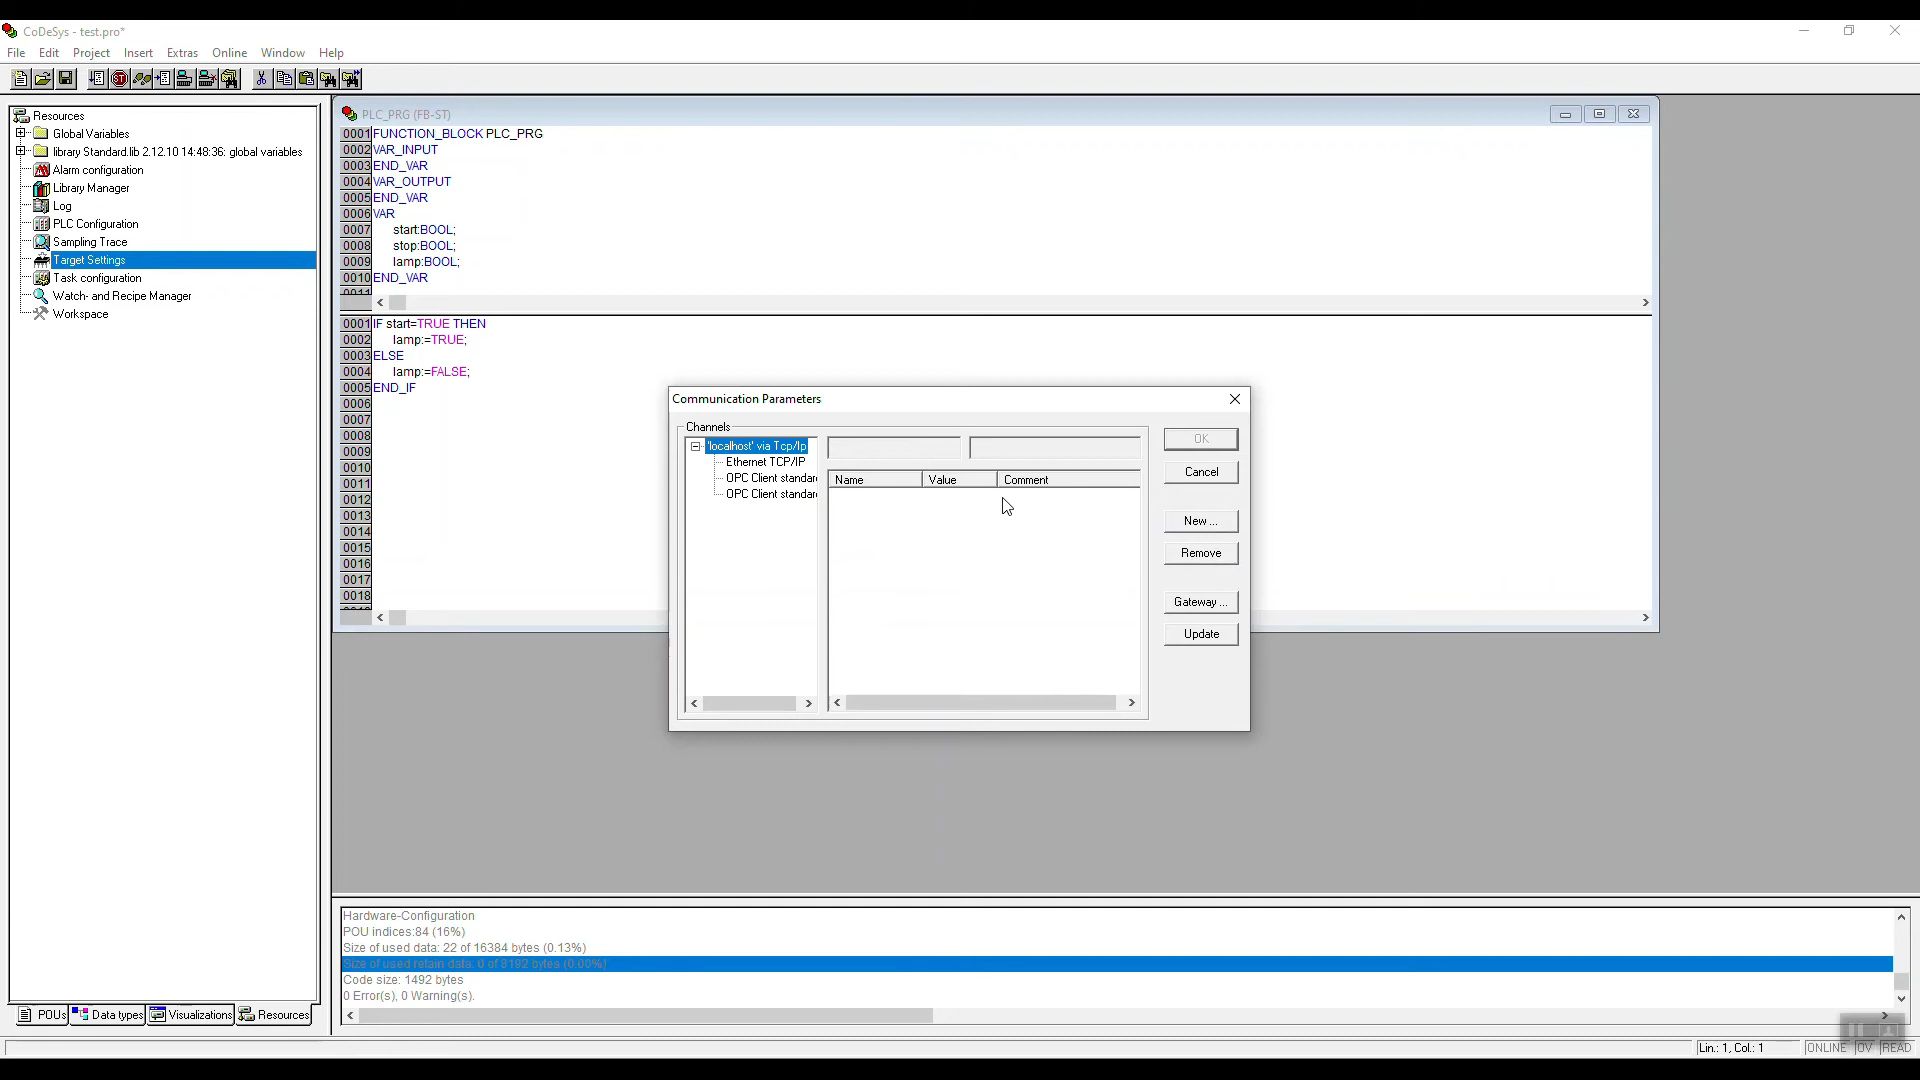 CoDeSys - test.pro*
File Edit Project Insert Extras Online Window Help
Resources
Global Variables
library Standard.lib 2.12.10 14:48:36: global variables
Alarm configuration
Library Manager
Log
PLC Configuration
Sampling Trace
Target Settings
Task configuration
Watch- and Recipe Manager
Workspace
POUs Data types Visualizations Resources
PLC_PRG (FB-ST)
0001 FUNCTION_BLOCK PLC_PRG
0002 VAR_INPUT
0003 END_VAR
0004 VAR_OUTPUT
0005 END_VAR
0006 VAR
0007 start:BOOL;
0008 stop:BOOL;
0009 lamp:BOOL;
0010 END_VAR
0011
0001 IF start=TRUE THEN
0002 lamp:=TRUE;
0003 ELSE
0004 lamp:=FALSE;
0005 END_IF
0006
0007
0008
0009
0010
0011
0012
0013
0014
0015
0016
0017
0018
Communication Parameters
Channels
'localhost' via Tcp/Ip
Ethernet TCP/IP
OPC Client standar
OPC Client standar
Name Value Comment
OK
Cancel
New ...
Remove
Gateway ...
Update
Hardware-Configuration
POU indices:84 (16%)
Size of used data: 22 of 16384 bytes (0.13%)
Size of used retain data: 0 of 8192 bytes (0.00%)
Code size: 1492 bytes
0 Error(s), 0 Warning(s).
Lin.: 1, Col.: 1 ONLINE OV READ